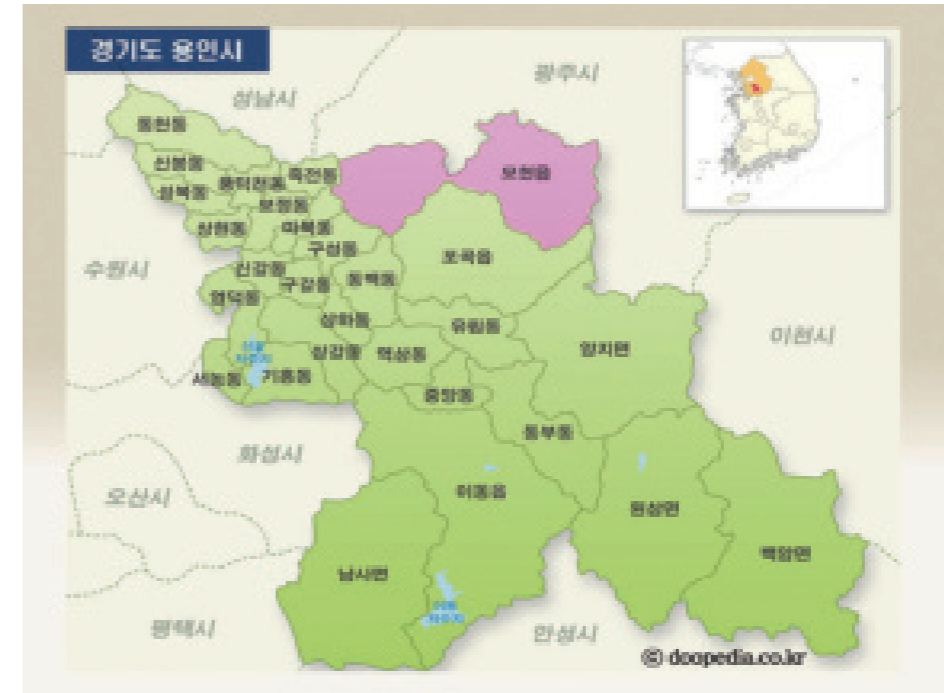 경기도 용인시
광주시
성남시
동천동
신봉동
죽전동
풍덕천동
성복동
보정동
모현읍
상현동
마북동
구성동
포곡읍
수원시
신갈동
구갈동
동백동
영덕동
상하동
유림동
이천시
양지면
상갈동
역삼동
서농동
기흥동
중앙동
동부동
화성시
오산시
이동읍
원삼면
백암면
남사면
이동
저수지
평택시
안성시
© doopedia.co.kr